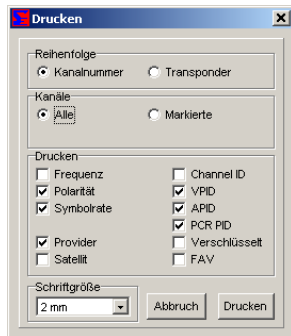 Drucken
Reihenfolge
Kanalnummer Transponder
Kanäle
Alle Markierte
Drucken
Frequenz Channel ID
Polarität VPID
Symbolrate APID
PCR PID
Provider Verschlüsselt
Satellit FAV
Schriftgröße
2 mm Abbruch Drucken